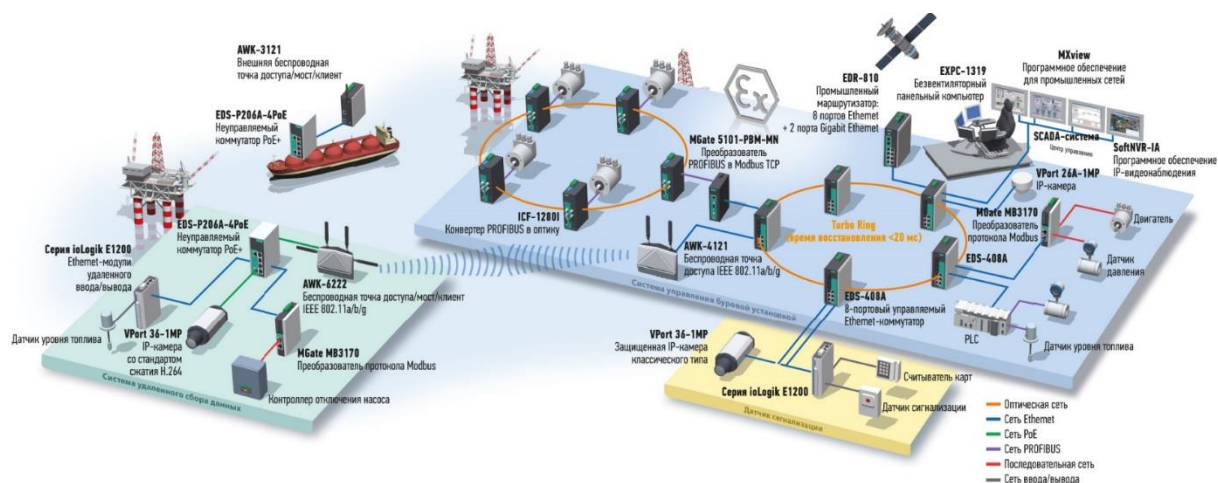 AWK-3121
Внешняя беспроводная
точка доступа/мост/клиент
EDS-P206A-4PoE
Неуправляемый
коммутатор PoE+
EDS-P206A-4PoE
Неуправляемый
коммутатор PoE+
Серия ioLogik E1200
Ethernet-модули
удаленного
ввода/вывода
AWK-6222
Беспроводная точка доступа/мост/клиент
IEEE 802.11a/b/g
Датчик уровня топлива
VPort 36-1MP
IP-камера
со стандартом
сжатия H.264
MGate MB3170
Преобразователь протокола Modbus
Контроллер отключения насоса
Система удаленного сбора данных
Ex
MGate 5101-PBM-MN
Преобразователь
PROFIBUS в Modbus TCP
ICF-1280I
Конвертер PROFIBUS в оптику
AWK-4121
Беспроводная точка
доступа IEEE 802.11a/b/g
Система управления буровой установкой
EDR-810
Промышленный
маршрутизатор:
8 портов Ethernet
+ 2 порта Gigabit Ethernet
EXPC-1319
Безвентиляторный
панельный компьютер
MXview
Программное обеспечение
для промышленных сетей
SCADA-система
Центр управления
SoftNVR-IA
Программное обеспечение
IP-видеонаблюдения
VPort 26A-1MP
IP-камера
MGate MB3170
Преобразователь
протокола Modbus
Двигатель
Датчик
давления
Turbo Ring
(время восстановления <20 мс)
EDS-408A
EDS-408A
8-портовый управляемый
Ethernet-коммутатор
PLC
Датчик уровня топлива
VPort 36-1MP
Защищенная IP-камера
классического типа
Серия ioLogik E1200
Считыватель карт
Датчик сигнализации
Датчик сигнализации
Оптическая сеть
Сеть Ethernet
Сеть PoE
Сеть PROFIBUS
Последовательная сеть
Сеть ввода/вывода